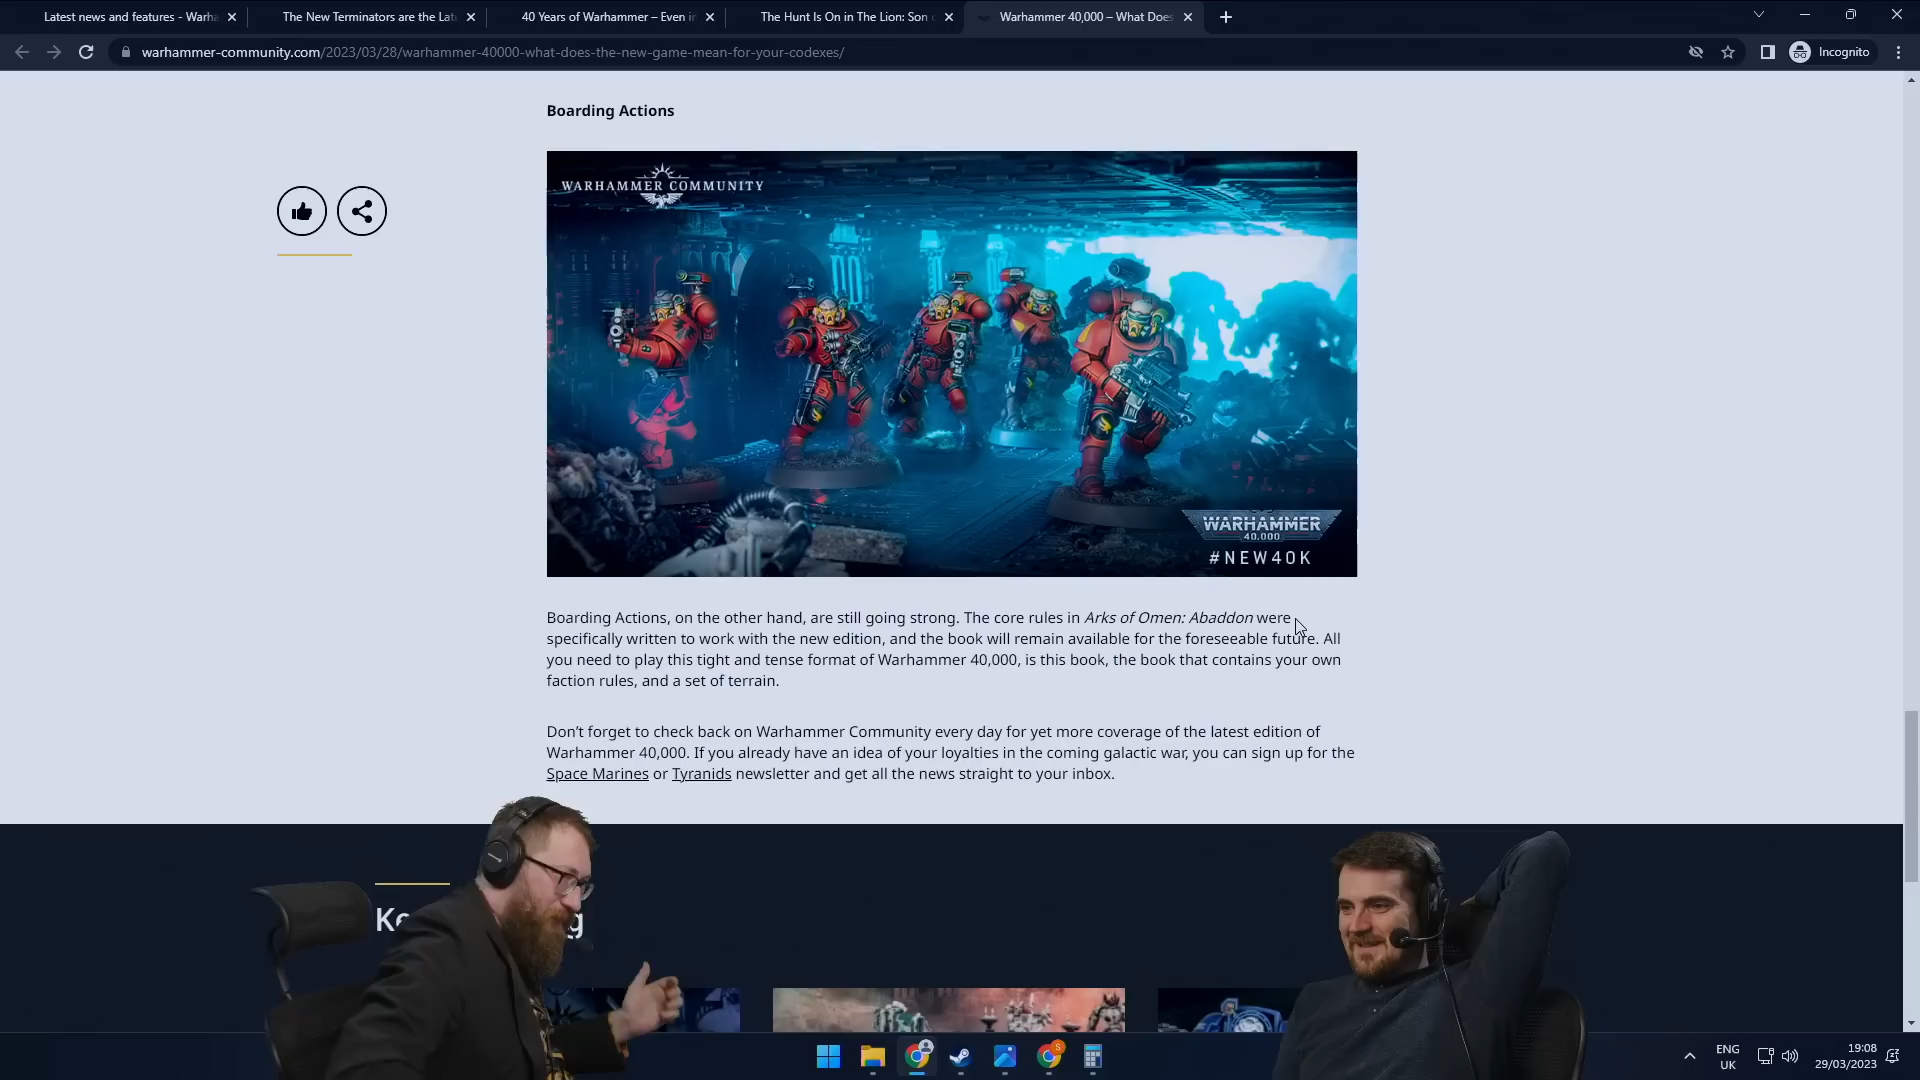 Latest news and features - Warha
The New Terminators are the Lat
40 Years of Warhammer – Even in
The Hunt Is On in The Lion: Son o
Warhammer 40,000 – What Does
warhammer-community.com/2023/03/28/warhammer-40000-what-does-the-new-game-mean-for-your-codexes/
Incognito
Boarding Actions
WARHAMMER COMMUNITY
WARHAMMER
40,000
#NEW40K
Boarding Actions, on the other hand, are still going strong. The core rules in Arks of Omen: Abaddon were
specifically written to work with the new edition, and the book will remain available for the foreseeable future. All
you need to play this tight and tense format of Warhammer 40,000, is this book, the book that contains your own
faction rules, and a set of terrain.
Don’t forget to check back on Warhammer Community every day for yet more coverage of the latest edition of
Warhammer 40,000. If you already have an idea of your loyalties in the coming galactic war, you can sign up for the
Space Marines or Tyranids newsletter and get all the news straight to your inbox.
S
ENG
UK
19:08
29/03/2023